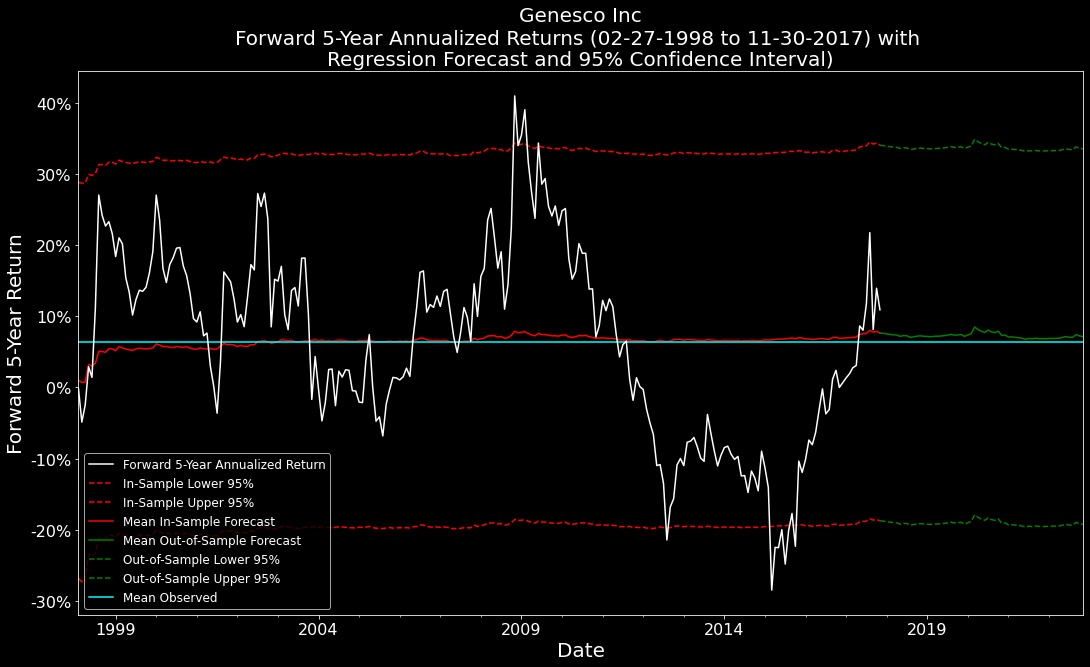 Genesco Inc
Forward 5-Year Annualized Returns (02-27-1998 to 11-30-2017) with
Regression Forecast and 95% Confidence Interval)
Forward 5-Year Return
40%
30%
20%
10%
0%
-10%
-20%
-30%
Forward 5-Year Annualized Return
In-Sample Lower 95%
In-Sample Upper 95%
Mean In-Sample Forecast
Mean Out-of-Sample Forecast
Out-of-Sample Lower 95%
Out-of-Sample Upper 95%
Mean Observed
1999
2004
2009
2014
2019
Date